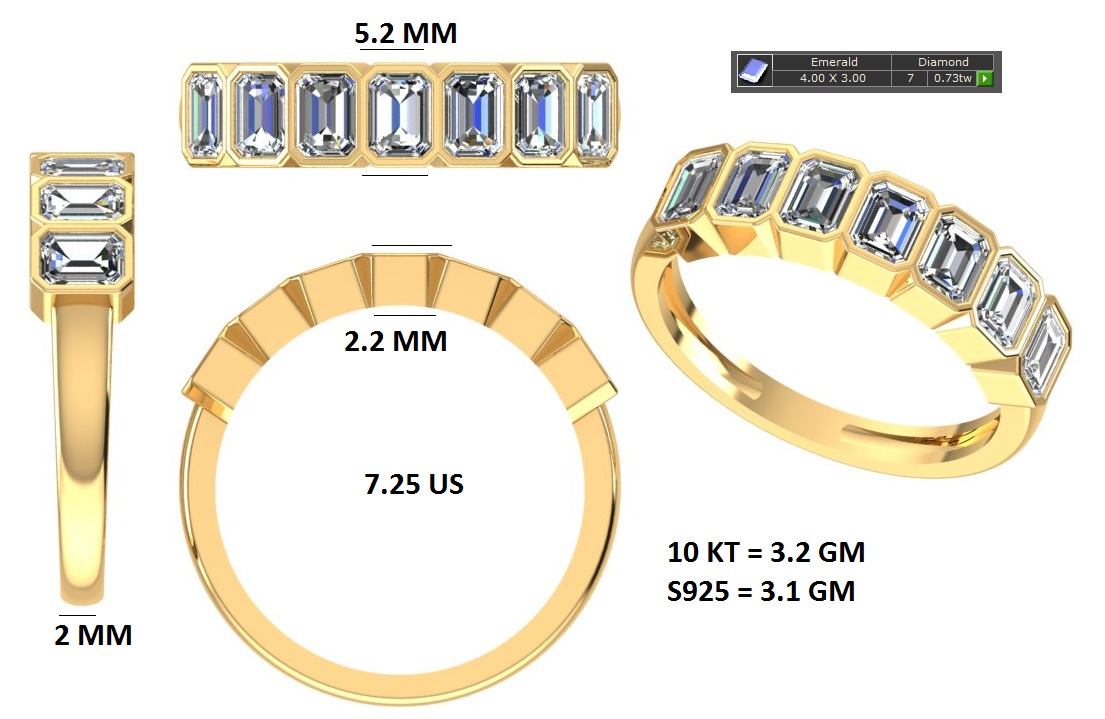 5.2 MM
Emerald Diamond
4.00 X 3.00 7 0.73tw
2.2 MM
7.25 US
10 KT = 3.2 GM
S925 = 3.1 GM
2 MM